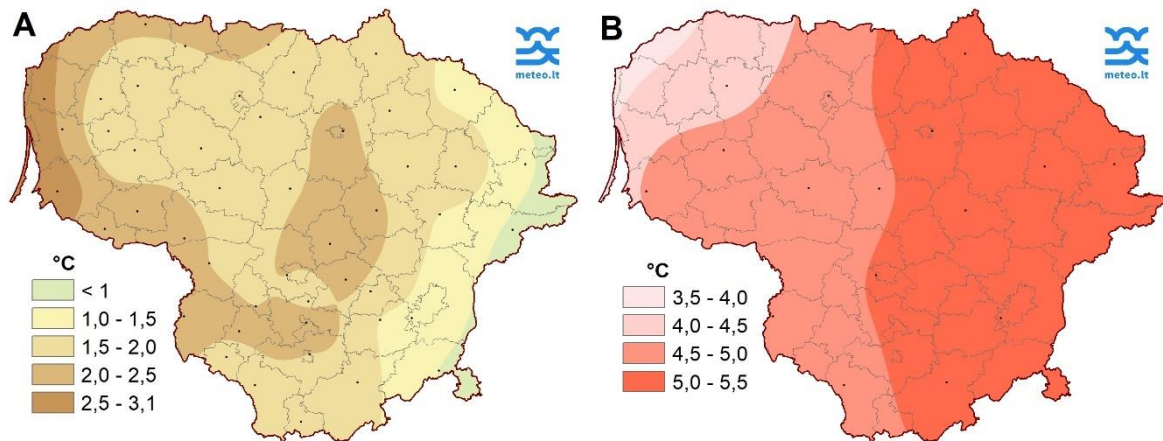 A
meteo.lt
°C
< 1
1,0 - 1,5
1,5 - 2,0
2,0 - 2,5
2,5 - 3,1
B
meteo.lt
°C
3,5 - 4,0
4,0 - 4,5
4,5 - 5,0
5,0 - 5,5